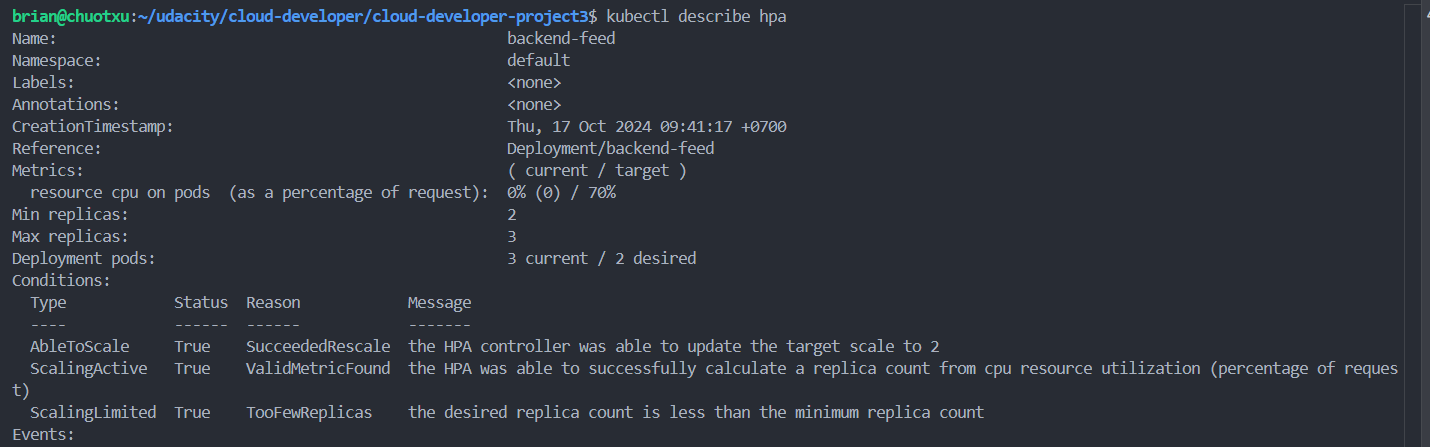 brian@chuotxu:~/udacity/cloud-developer/cloud-developer-project3$ kubectl describe hpa
Name:                                                  backend-feed
Namespace:                                             default
Labels:                                                <none>
Annotations:                                           <none>
CreationTimestamp:                                     Thu, 17 Oct 2024 09:41:17 +0700
Reference:                                             Deployment/backend-feed
Metrics:                                               ( current / target )
  resource cpu on pods  (as a percentage of request):  0% (0) / 70%
Min replicas:                                          2
Max replicas:                                          3
Deployment pods:                                       3 current / 2 desired
Conditions:
  Type            Status  Reason            Message
  ----            ------  ------            -------
  AbleToScale     True    SucceededRescale  the HPA controller was able to update the target scale to 2
  ScalingActive   True    ValidMetricFound  the HPA was able to successfully calculate a replica count from cpu resource utilization (percentage of reques
t)
  ScalingLimited  True    TooFewReplicas    the desired replica count is less than the minimum replica count
Events: